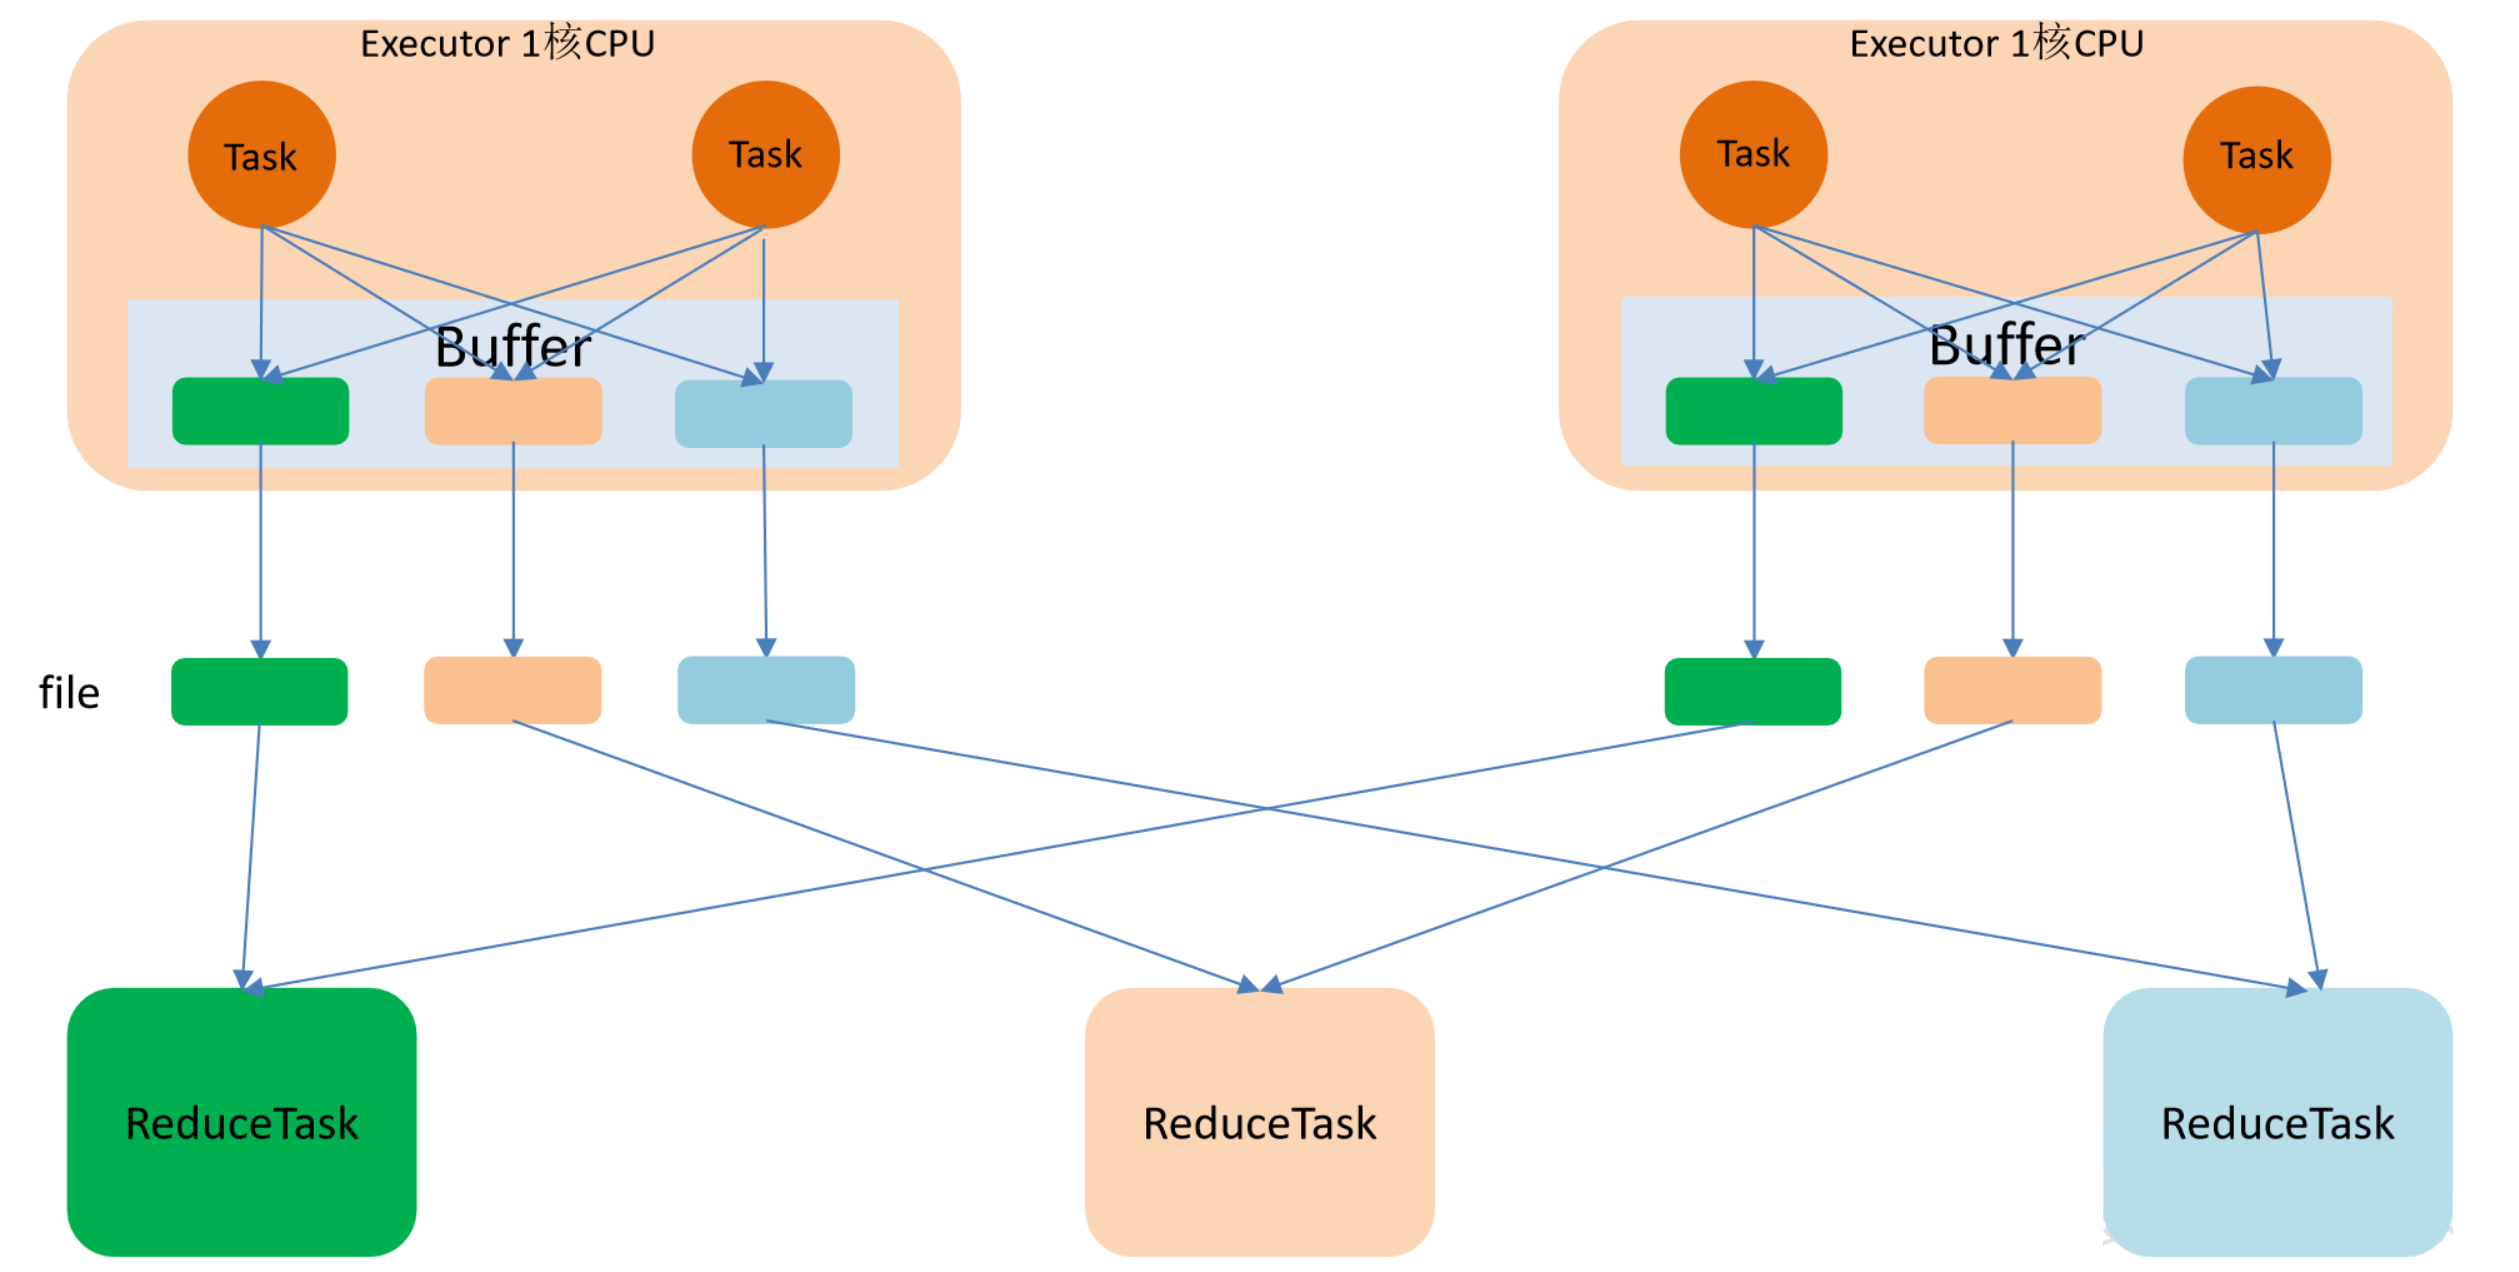 Executor 1核CPU
Executor 1核CPU
Task
Task
Task
Task
Buffer
Buffer
file
ReduceTask
ReduceTask
ReduceTask